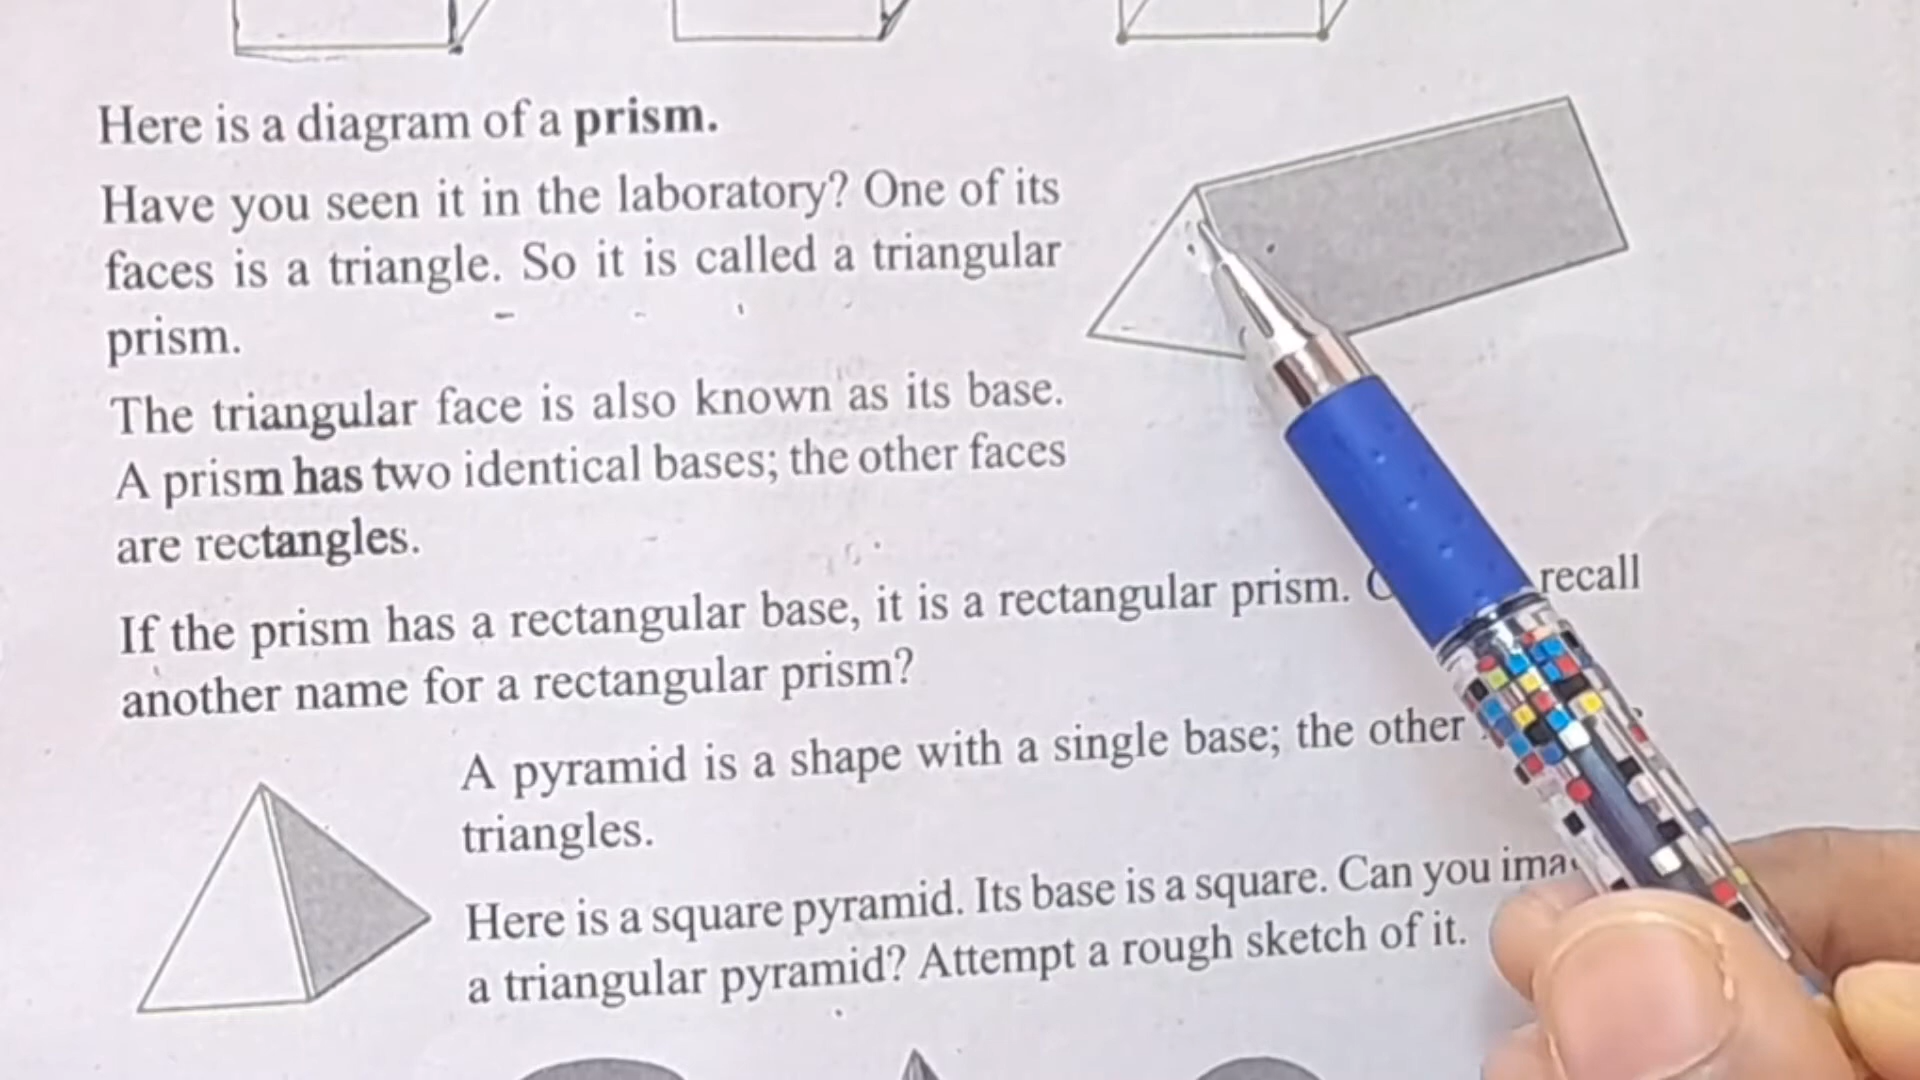 Here is a diagram of a prism.
Have you seen it in the laboratory? One of its
faces is a triangle. So it is called a triangular
prism.
The triangular face is also known as its base.
A prism has two identical bases; the other faces
are rectangles.
If the prism has a rectangular base, it is a rectangular prism. recall
another name for a rectangular prism?
A pyramid is a shape with a single base; the other
triangles.
Here is a square pyramid. Its base is a square. Can you
a triangular pyramid? Attempt a rough sketch of it.